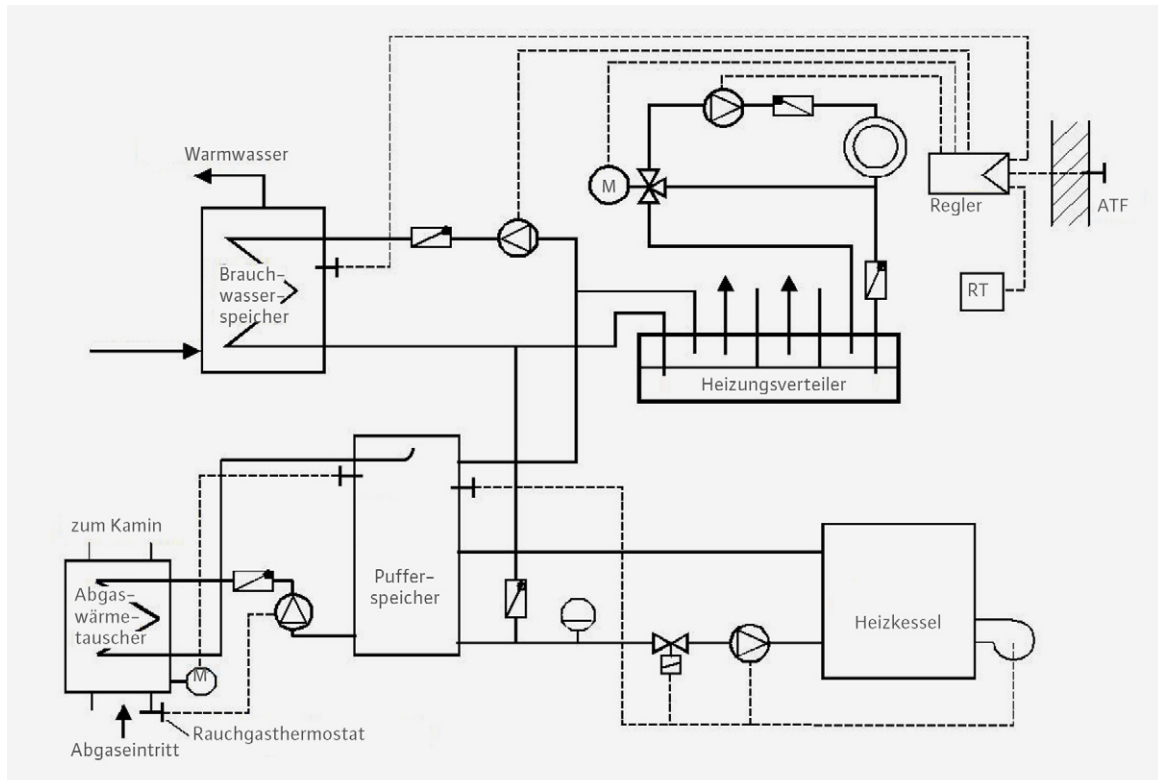 Warmwasser
M
Regler
ATF
Brauch-
wasser-
speicher
RT
Heizungsverteiler
zum Kamin
Abgas-
wärme-
tauscher
Puffer-
speicher
Heizkessel
M
Rauchgasthermostat
Abgaseintritt